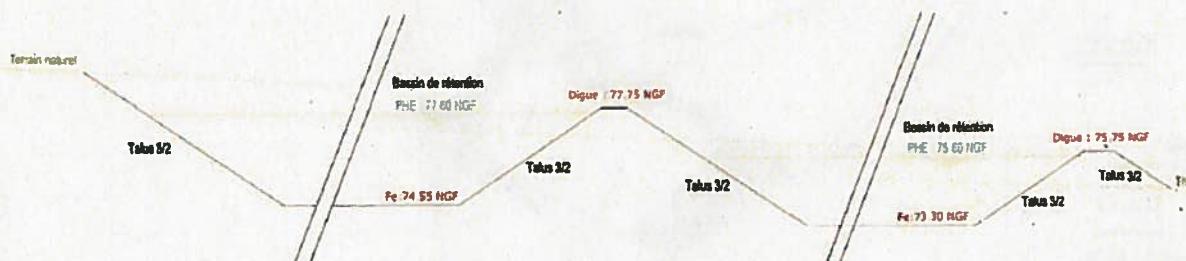 Terrain naturel
Talus 3/2
Bassin de rétention
PHE : 77.60 NGF
Fe:74.55 NGF
Digue : 77.75 NGF
Talus 3/2
Talus 3/2
Bassin de rétention
PHE : 75.60 NGF
Fe:73.30 NGF
Digue : 75.75 NGF
Talus 3/2
Talus 3/2